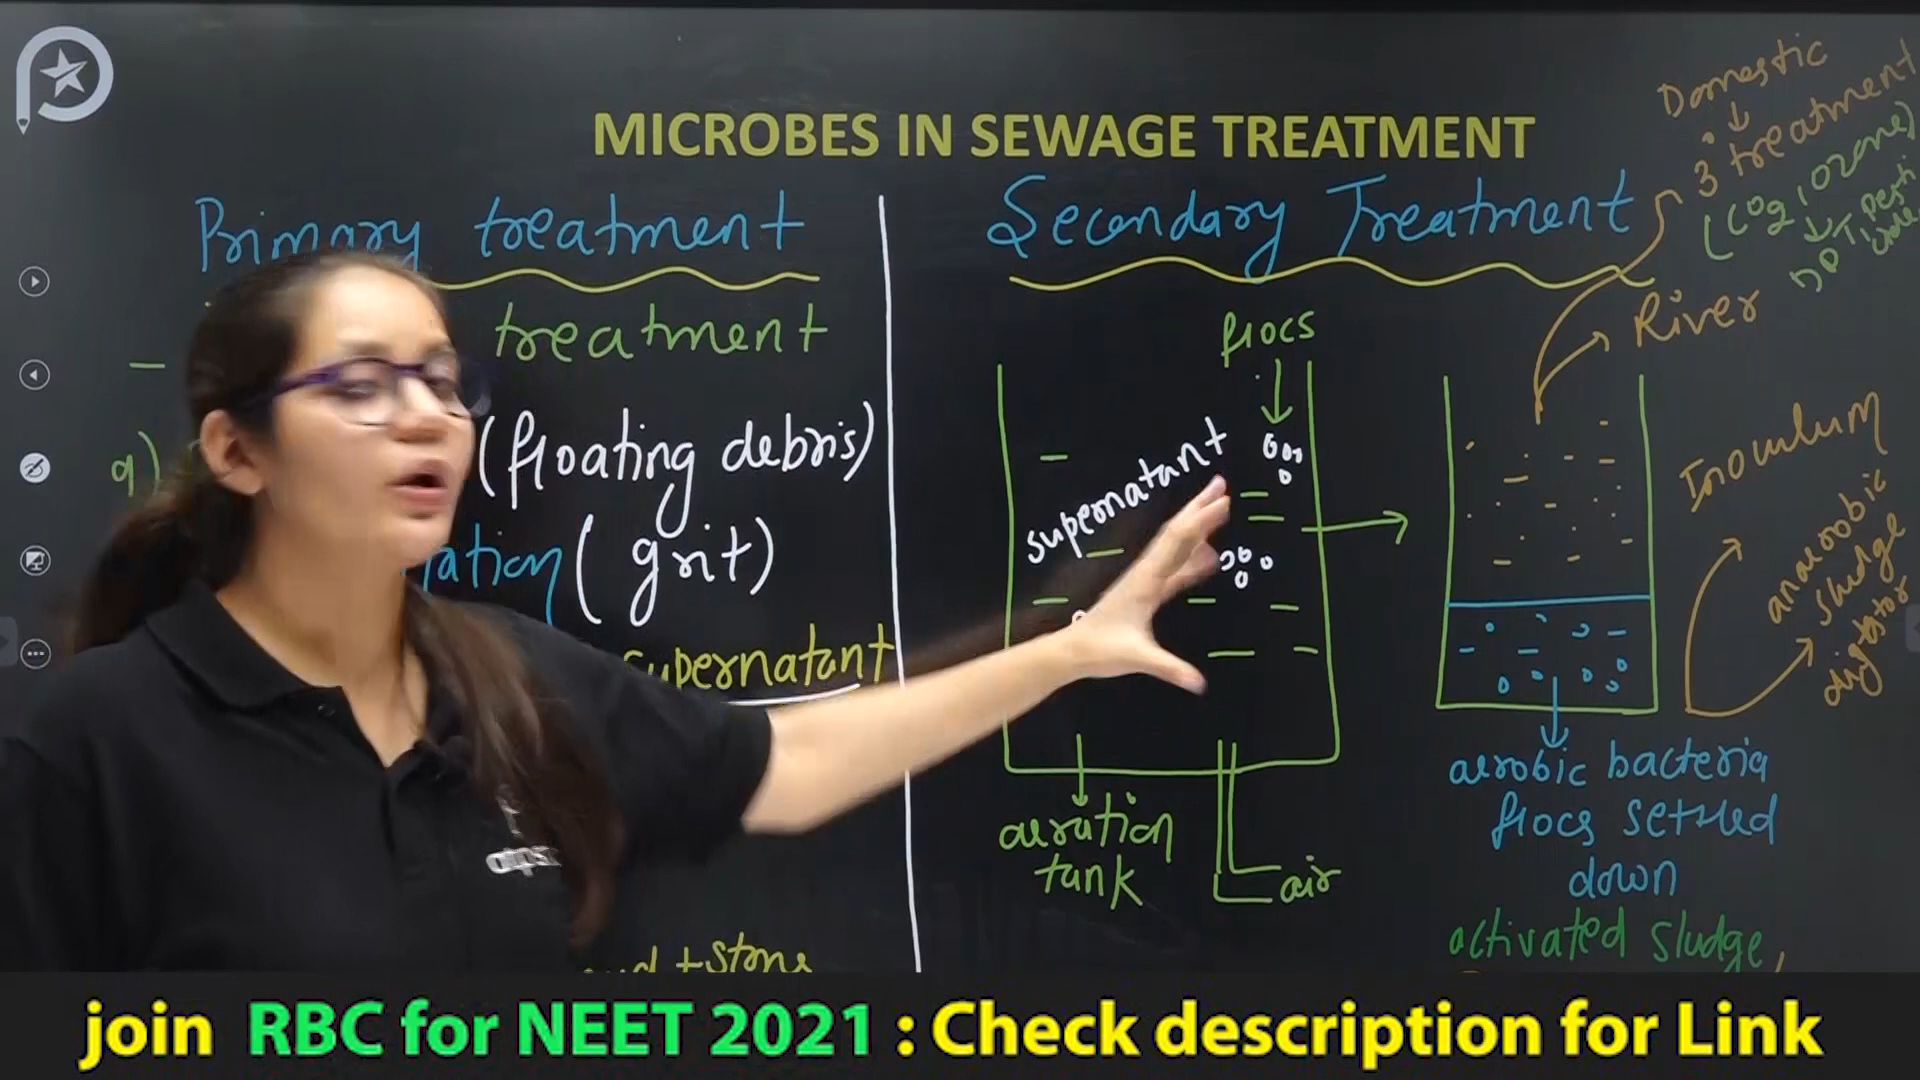 MICROBES IN SEWAGE TREATMENT
Primary treatment
treatment
a)
(floating debris)
(grit)
supernatant
+ stone
Secondary Treatment
flocs
supernatant
aeration
tank
air
River
Domestic
3° treatment
Inoculum
anaerobic
sludge
digestor
aerobic bacteria
flocs settled
down
activated sludge,
join RBC for NEET 2021 : Check description for Link